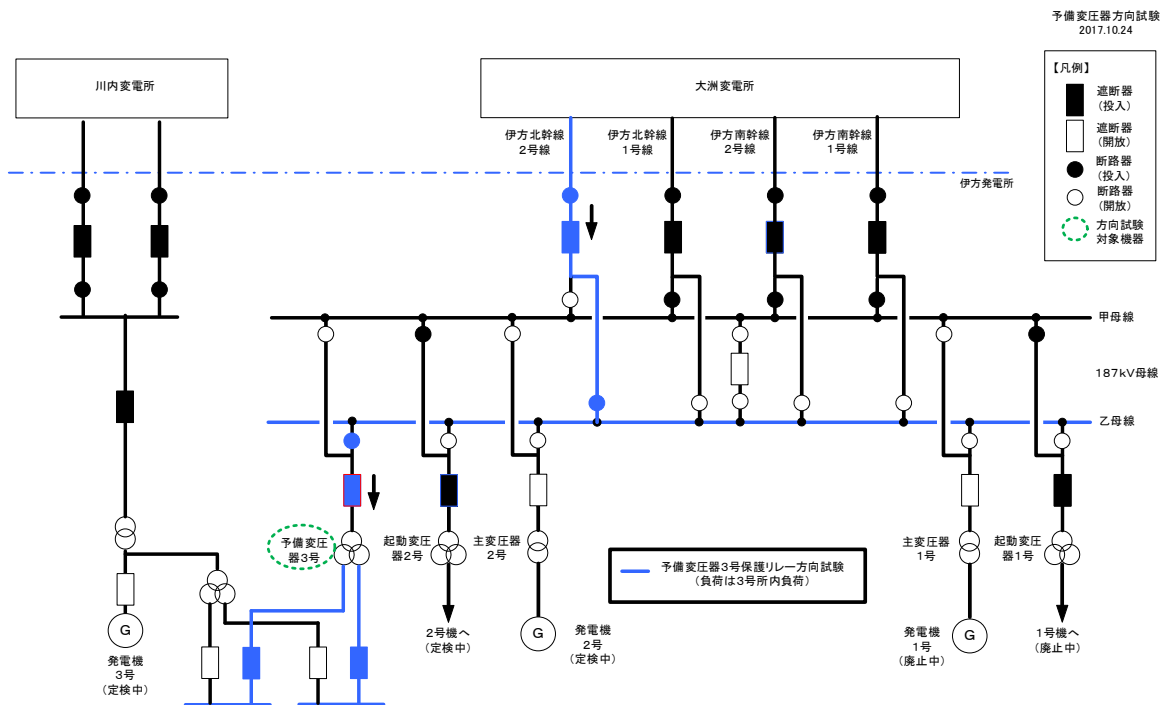 予備変圧器方向試験
2017.10.24
【凡例】
遮断器
(投入)
遮断器
(開放)
断路器
(投入)
断路器
(開放)
方向試験
対象機器
川内変電所
大洲変電所
伊方北幹線
2号線
伊方北幹線
1号線
伊方南幹線
2号線
伊方南幹線
1号線
伊方発電所
甲母線
187kV母線
乙母線
予備変圧
器3号
起動変圧
器2号
主変圧器
2号
主変圧器
1号
起動変圧
器1号
予備変圧器3号保護リレー方向試験
(負荷は3号所内負荷)
G
発電機
3号
(定検中)
2号機へ
(定検中)
G
発電機
2号
(定検中)
発電機
1号
(廃止中)
G
1号機へ
(廃止中)